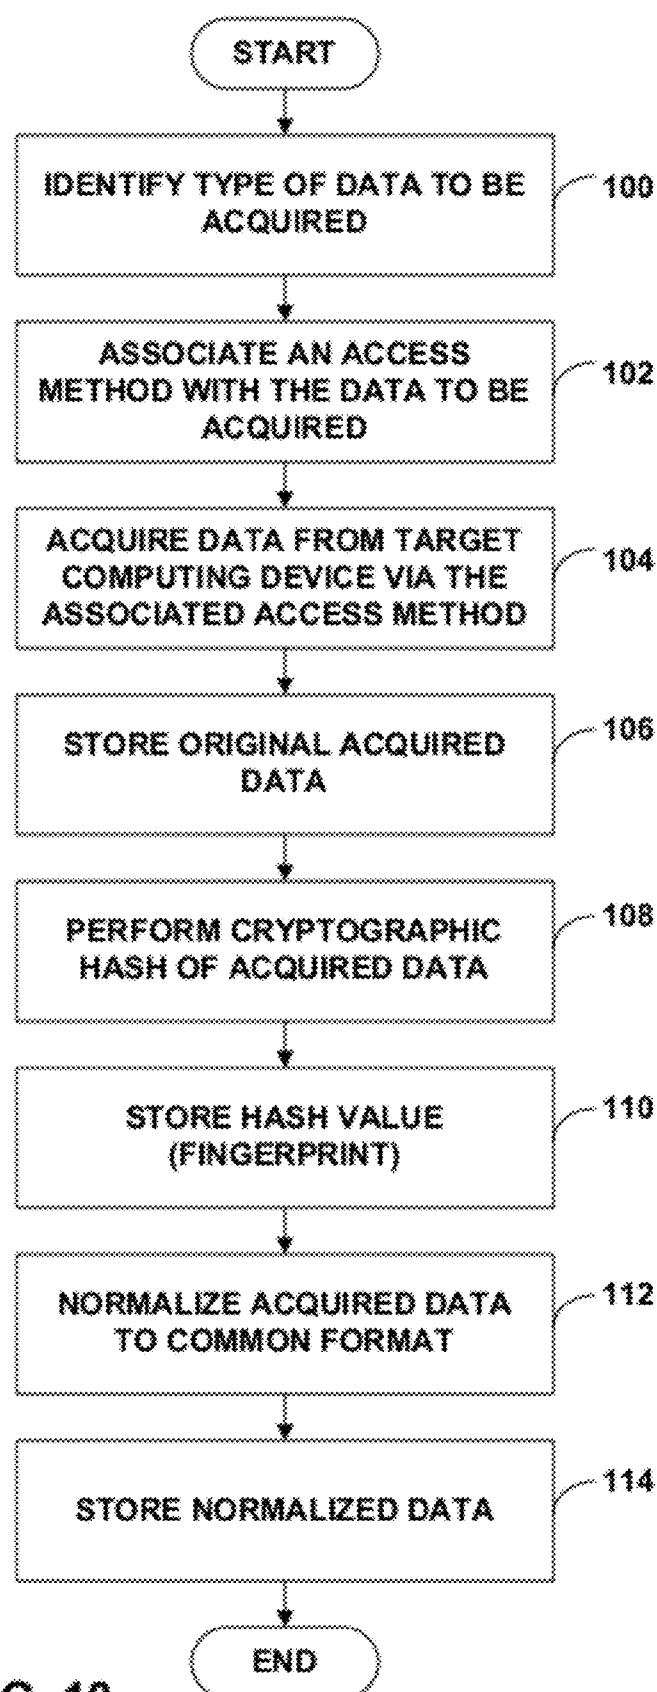 START
IDENTIFY TYPE OF DATA TO BE
ACQUIRED
100
ASSOCIATE AN ACCESS
METHOD WITH THE DATA TO BE
ACQUIRED
102
ACQUIRE DATA FROM TARGET
COMPUTING DEVICE VIA THE
ASSOCIATED ACCESS METHOD
104
STORE ORIGINAL ACQUIRED
DATA
106
PERFORM CRYPTOGRAPHIC
HASH OF ACQUIRED DATA
108
STORE HASH VALUE
(FINGERPRINT)
110
NORMALIZE ACQUIRED DATA
TO COMMON FORMAT
112
STORE NORMALIZED DATA
114
END